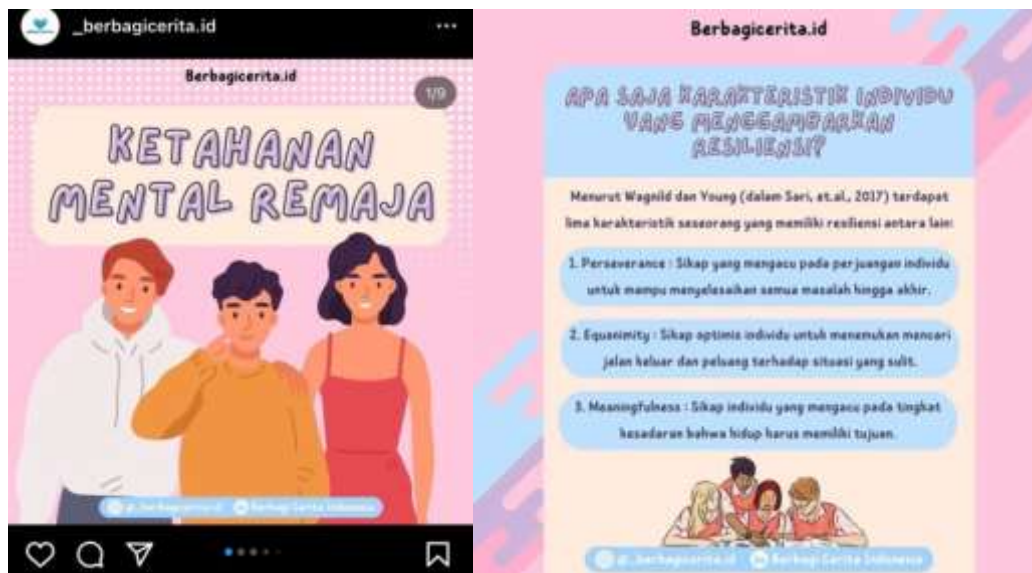 _berbagicerita.id
Berbagicerita.id
1/9
KETAHANAN
MENTAL REMAJA
@_berbagicerita.id Berbagi Cerita Indonesia
Berbagicerita.id
APA SAJA KARAKTERISTIK INDIVIDU
YANG MENGGAMBARKAN
RESILIENSI?
Menurut Wagnild dan Young (dalam Sari, et.al., 2017) terdapat
lima karakteristik seseorang yang memiliki resiliensi antara lain:
1. Perseverance : Sikap yang mengacu pada perjuangan individu
untuk mampu menyelesaikan semua masalah hingga akhir.
2. Equanimity : Sikap optimis individu untuk menemukan mencari
jalan keluar dan peluang terhadap situasi yang sulit.
3. Meaningfulness : Sikap individu yang mengacu pada tingkat
kesadaran bahwa hidup harus memiliki tujuan.
@_berbagicerita.id Berbagi Cerita Indonesia